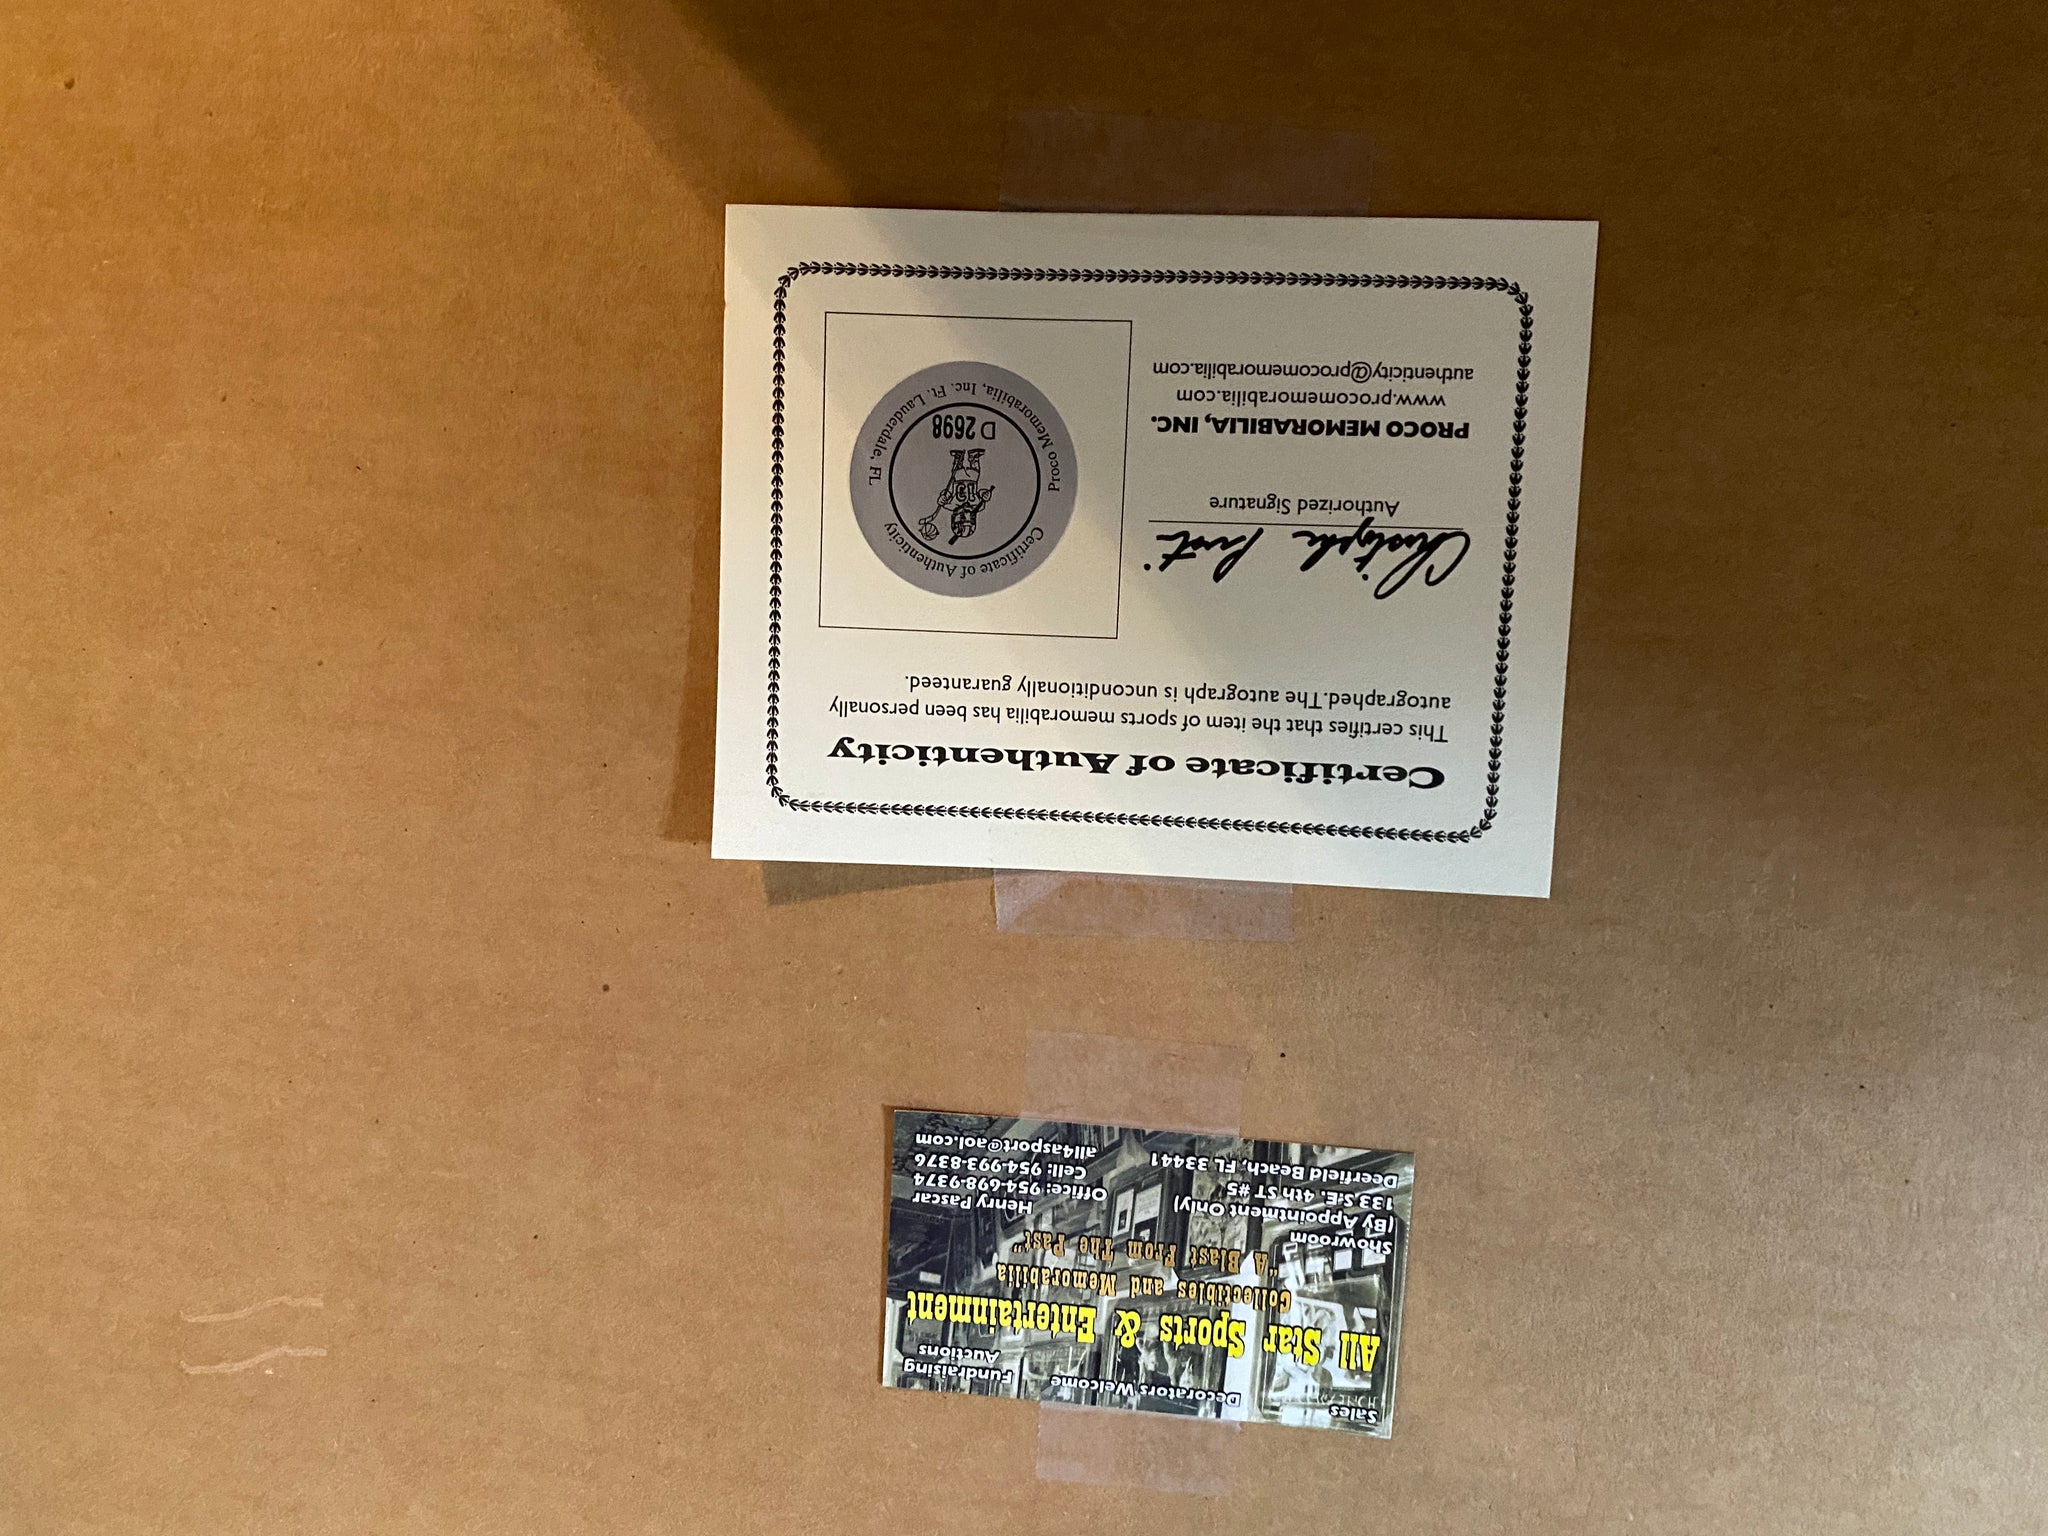 Sales
Decorators Welcome
Fundraising
Auctions
All Star Sports & Entertainment
Collectibles and Memorabilia
"A Blast From The Past"
Showroom
(By Appointment Only)
133 S.E. 4th ST #5
Deerfield Beach, FL 33441
Henry Pascar
Office: 954-698-9374
Cell: 954-993-8376
all4asport@aol.com
Certificate of Authenticity
This certifies that the item of sports memorabilia has been personally
autographed. The autograph is unconditionally guaranteed.
Authorized Signature
PROCO MEMORABILIA, INC.
www.procomemorabilia.com
authenticity@procomemorabilia.com
Certificate of Authenticity
13
D 2698
Proco Memorabilia, Inc. Ft. Lauderdale, FL